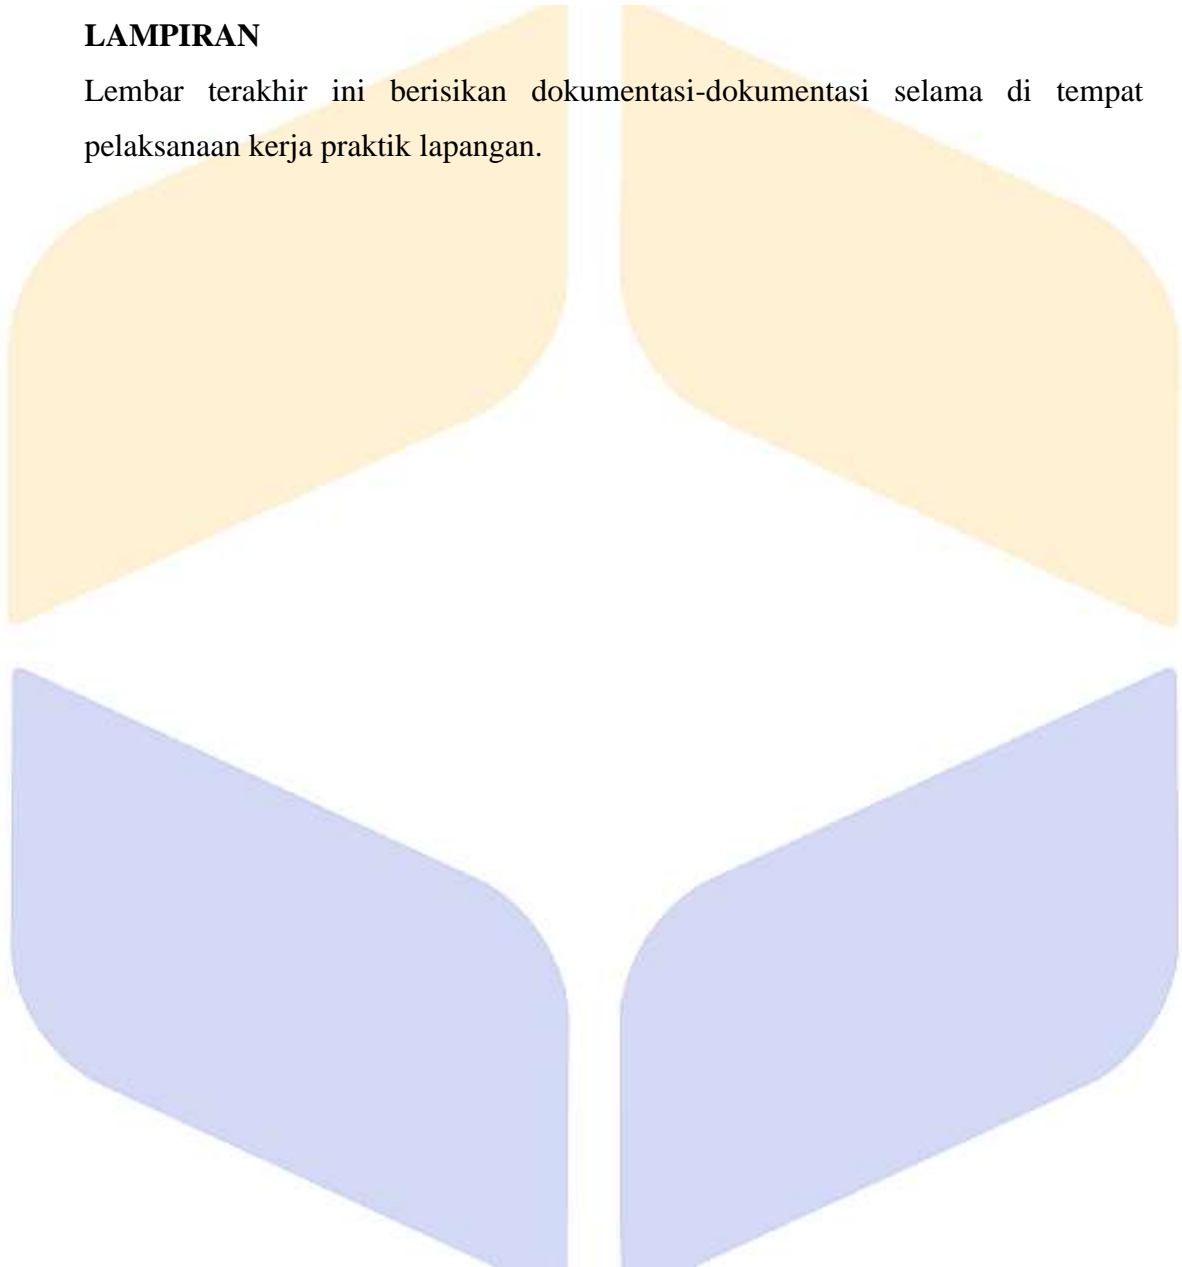 LAMPIRAN
Lembar terakhir ini berisikan dokumentasi-dokumentasi selama di tempat
pelaksanaan kerja praktik lapangan.